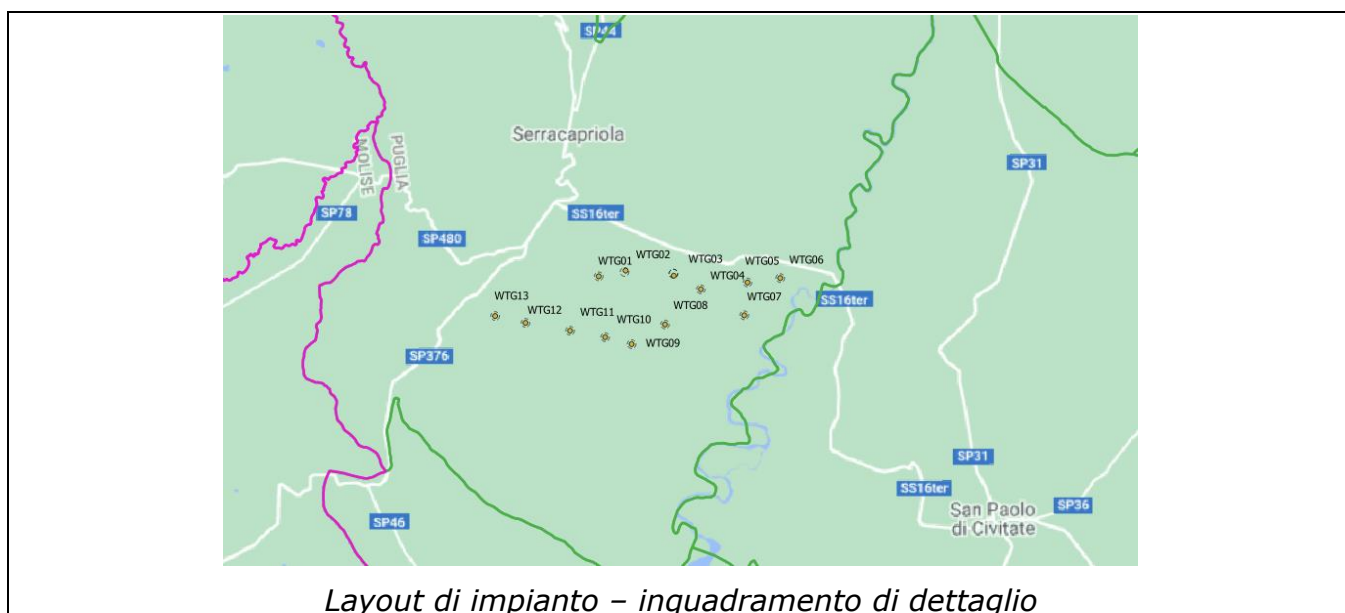 SP44
Serracapriola
MOLISE
PUGLIA
SP31
SP78
SS16ter
SP480
WTG01
WTG02
WTG03
WTG04
WTG05
WTG06
WTG13
WTG12
WTG11
WTG10
WTG08
WTG07
SS16ter
WTG09
SP376
SP31
SS16ter
San Paolo
di Civitate
SP36
SP46
Layout di impianto – inquadramento di dettaglio